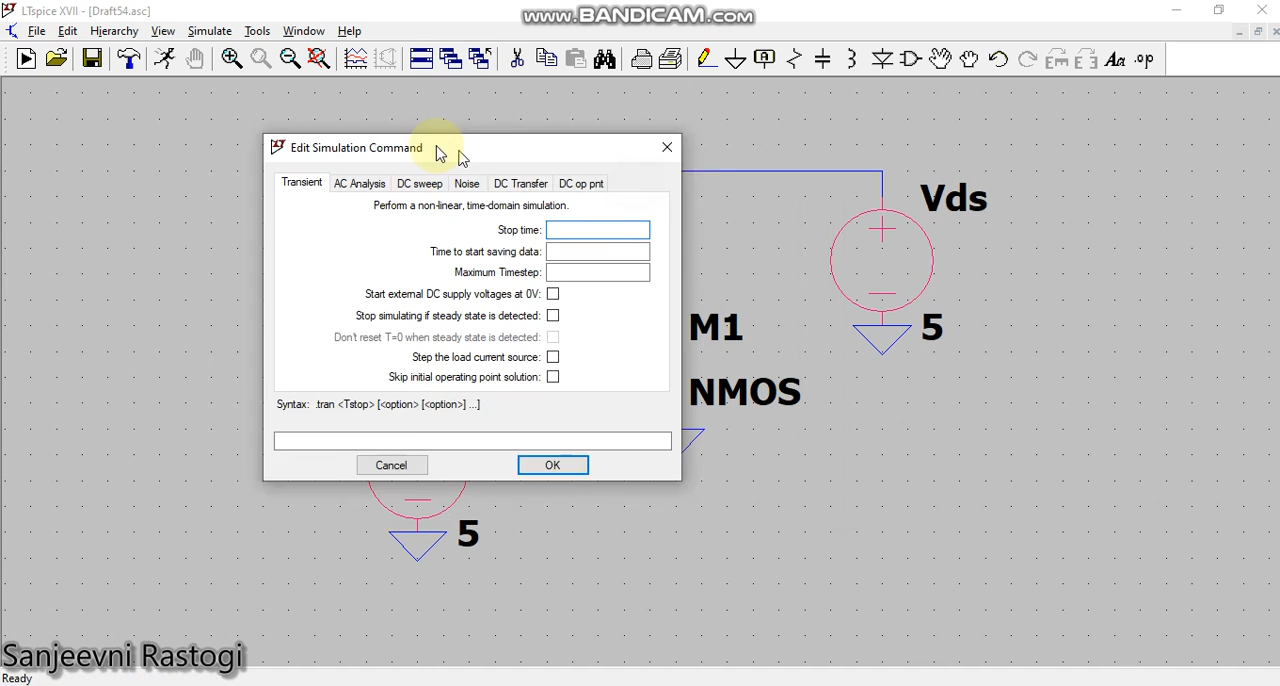 LTspice XVII - [Draft54.asc]
www.BANDICAM.com
File Edit Hierarchy View Simulate Tools Window Help
Aa .op
Edit Simulation Command
Transient AC Analysis DC sweep Noise DC Transfer DC op pnt
Perform a non-linear, time-domain simulation.
Stop time:
Time to start saving data:
Maximum Timestep:
Start external DC supply voltages at 0V:
Stop simulating if steady state is detected:
Don't reset T=0 when steady state is detected:
Step the load current source:
Skip initial operating point solution:
Syntax: .tran <Tstop> [<option> [<option>] ...]
Cancel OK
Vds
5
M1
NMOS
5
Sanjeevni Rastogi
Ready